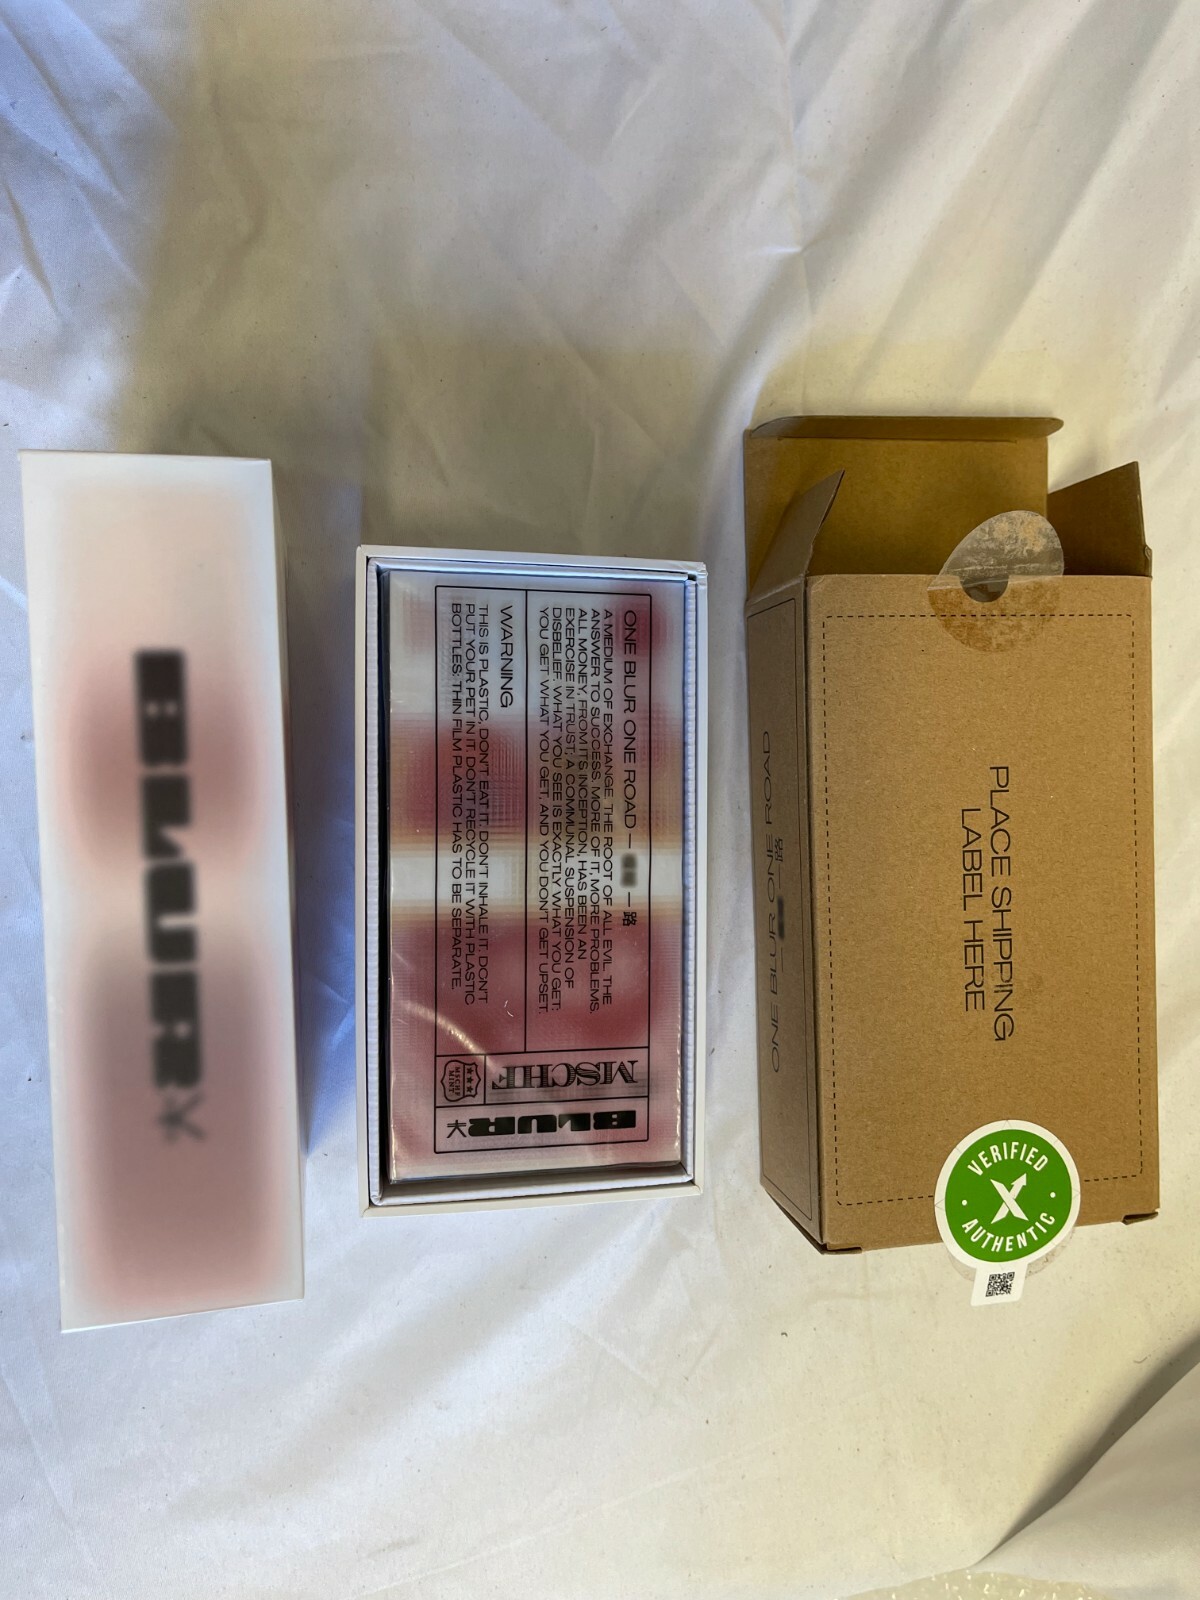 BLUR
ONE BLUR ONE ROAD — — 路
A MEDIUM OF EXCHANGE. THE ROOT OF ALL EVIL. THE
ANSWER TO SUCCESS. MORE OF IT, MORE PROBLEMS.
ALL MONEY, FROM ITS INCEPTION, HAS BEEN AN
EXERCISE IN TRUST; A COMMUNAL SUSPENSION OF
DISBELIEF. WHAT YOU SEE IS EXACTLY WHAT YOU GET;
YOU GET WHAT YOU GET, AND YOU DON'T GET UPSET.
WARNING
THIS IS PLASTIC, DON'T EAT IT. DON'T INHALE IT. DON'T
PUT YOUR PET IN IT. DON'T RECYCLE IT WITH PLASTIC
BOTTLES; THIN FILM PLASTIC HAS TO BE SEPARATE.
MSCHF
MSCHF
MINT
BLUR
ONE BLUR ONE ROAD
PLACE SHIPPING
LABEL HERE
VERIFIED
X
AUTHENTIC